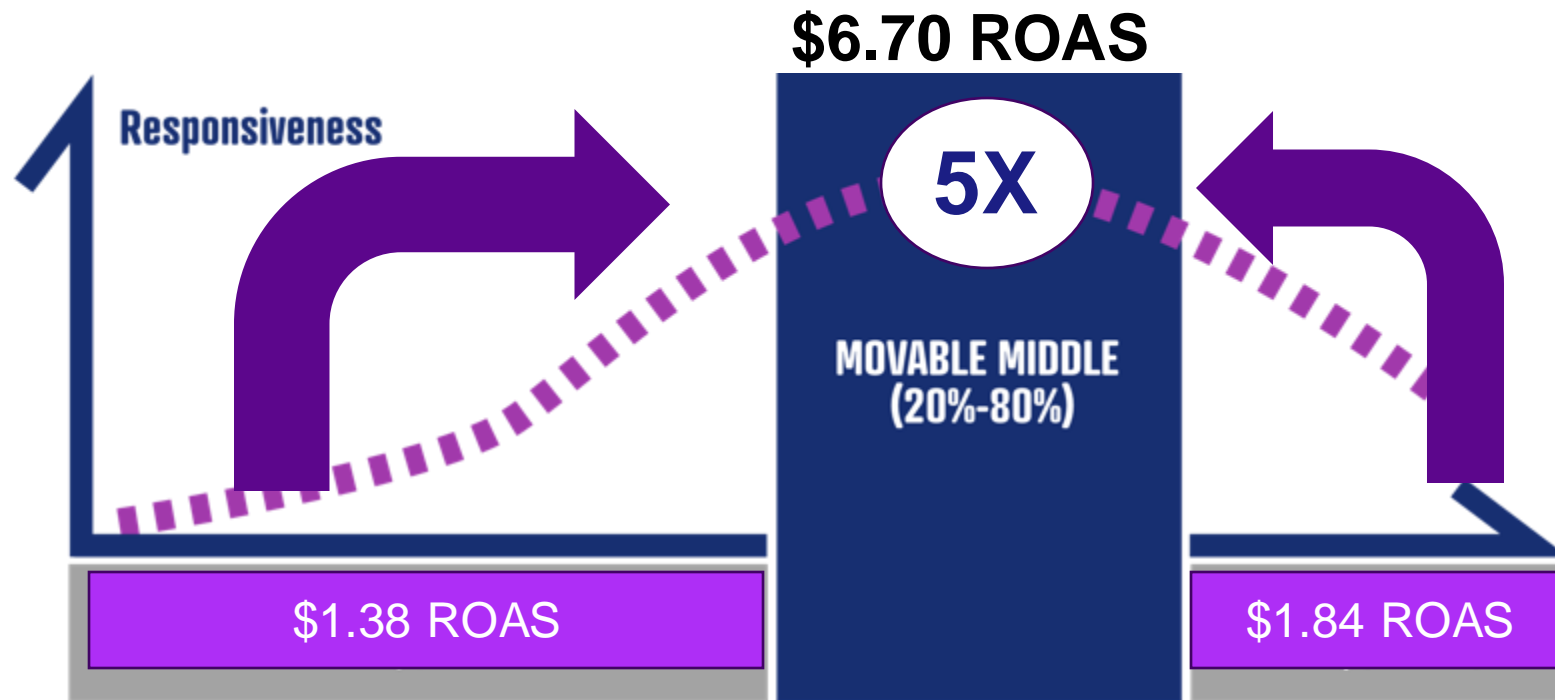 $6.70 ROAS
Responsiveness
5X
MOVABLE MIDDLE
(20%-80%)
$1.38 ROAS
$1.84 ROAS